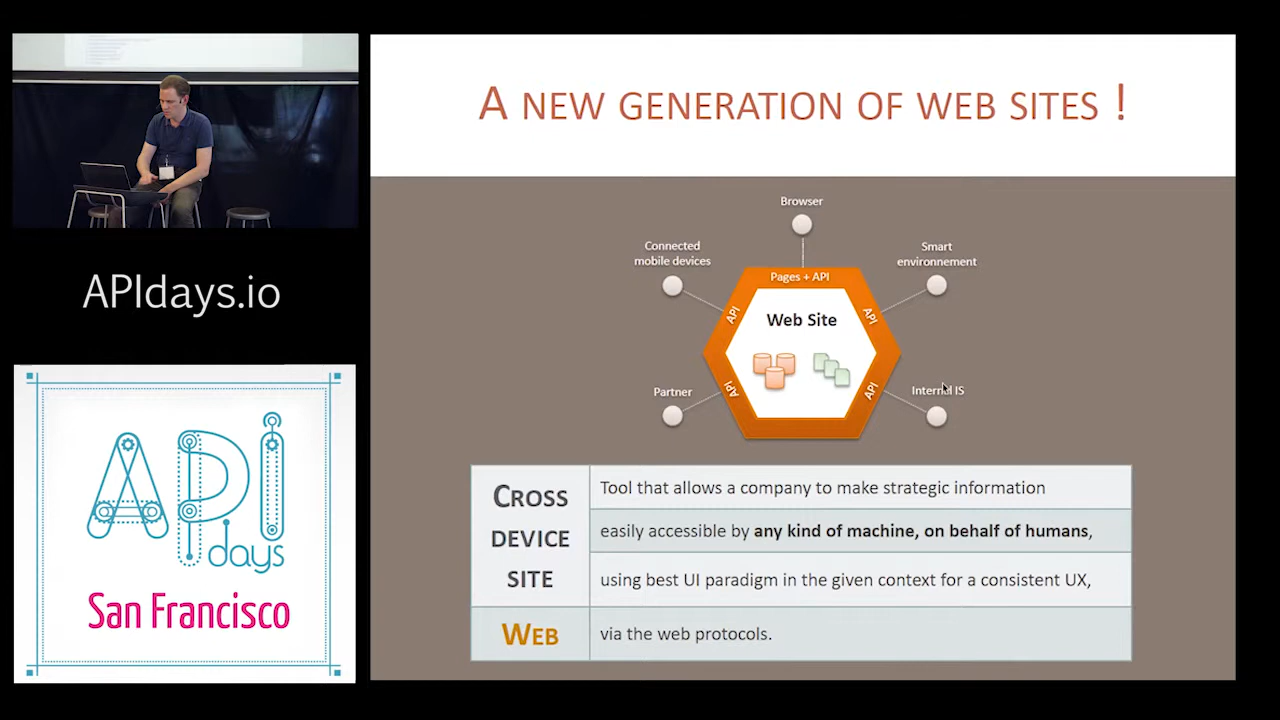 A NEW GENERATION OF WEB SITES !
Browser
Connected
mobile devices
Smart
environnement
Pages + API
API
API
Web Site
API
API
Partner
Internal IS
CROSS
DEVICE
SITE
Tool that allows a company to make strategic information
easily accessible by any kind of machine, on behalf of humans,
using best UI paradigm in the given context for a consistent UX,
WEB
via the web protocols.
APIdays.io
API
days
San Francisco